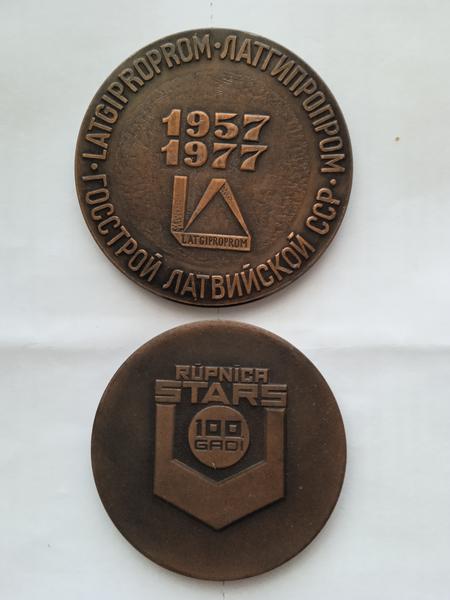 LATGIPROPROM · ЛАТГИПРОПРОМ ·
ГОССТРОЙ ЛАТВИЙСКОЙ ССР ·
1957
1977
LATGIPROPROM
RŪPNĪCA
STARS
100
GADI